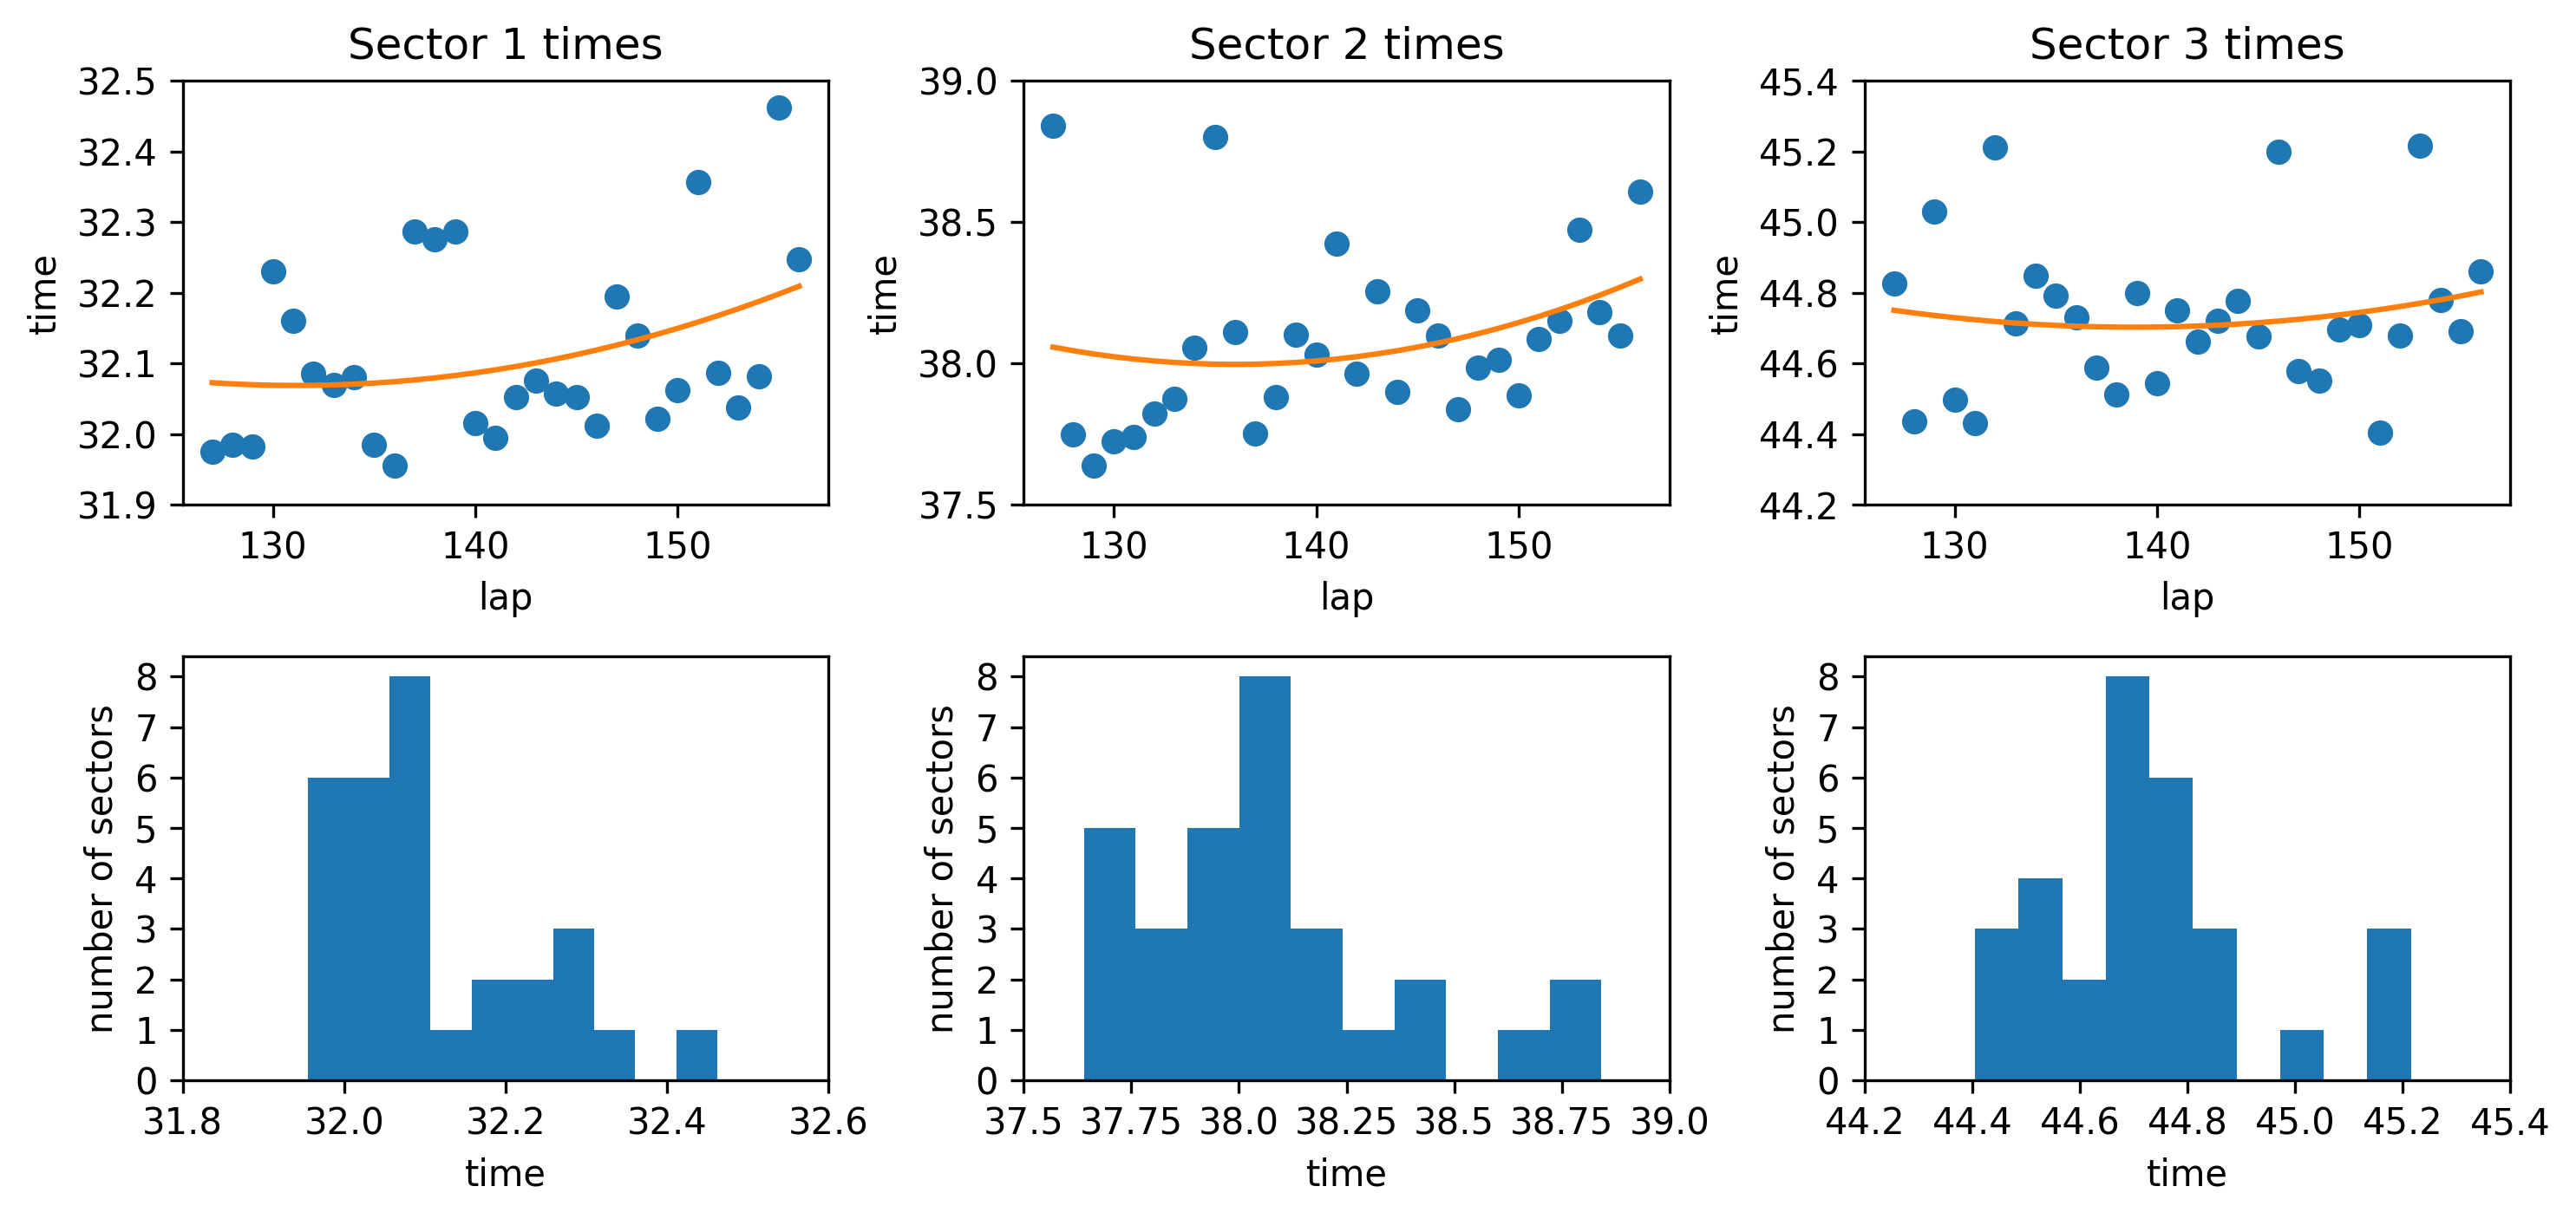 Sector 1 times
32.5
32.4
32.3
32.2
32.1
32.0
31.9
time
130 140 150
lap
Sector 2 times
39.0
38.5
38.0
37.5
time
130 140 150
lap
Sector 3 times
45.4
45.2
45.0
44.8
44.6
44.4
44.2
time
130 140 150
lap
8
7
6
5
4
3
2
1
0
number of sectors
31.8 32.0 32.2 32.4 32.6
time
8
7
6
5
4
3
2
1
0
number of sectors
37.5 37.75 38.0 38.25 38.5 38.75 39.0
time
8
7
6
5
4
3
2
1
0
number of sectors
44.2 44.4 44.6 44.8 45.0 45.2 45.4
time